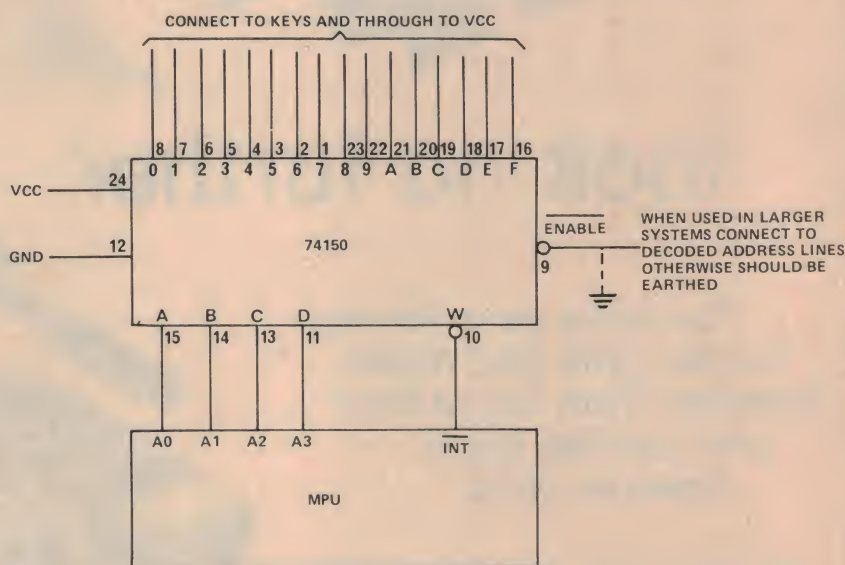 CONNECT TO KEYS AND THROUGH TO VCC
8 7 6 5 4 3 2 1 23 22 21 20 19 18 17 16
0 1 2 3 4 5 6 7 8 9 A B C D E F
VCC 24
GND 12
74150
ENABLE
9
WHEN USED IN LARGER
SYSTEMS CONNECT TO
DECODED ADDRESS LINES
OTHERWISE SHOULD BE
EARTHED
A B C D W
15 14 13 11 10
A0 A1 A2 A3 INT
MPU